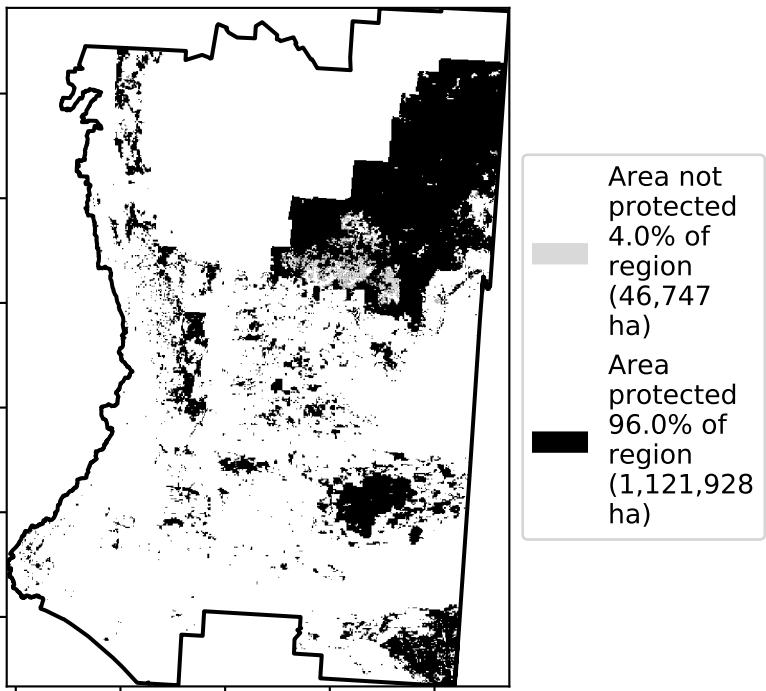 Area not
protected
4.0% of
region
(46,747
ha)
Area
protected
96.0% of
region
(1,121,928
ha)